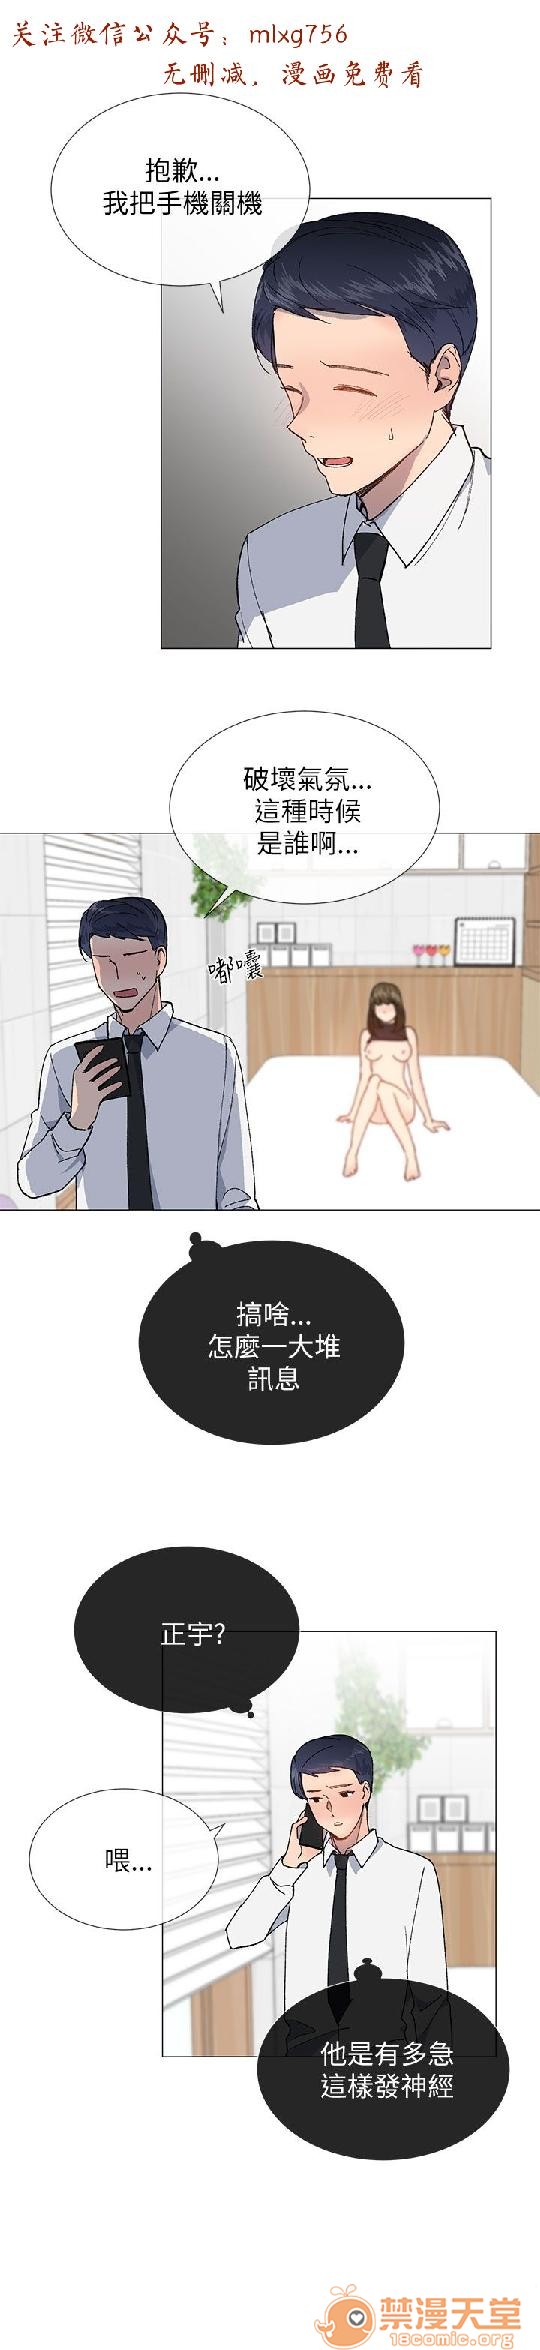 关注微信公众号：mlxg756
无删减．漫画免费看
抱歉...
我把手機關機
破壞氣氛...
這種時候
是誰啊...
嘟囔
搞啥...
怎麼一大堆
訊息
正宇?
喂...
他是有多急
這樣發神經
禁漫天堂
18comic.org